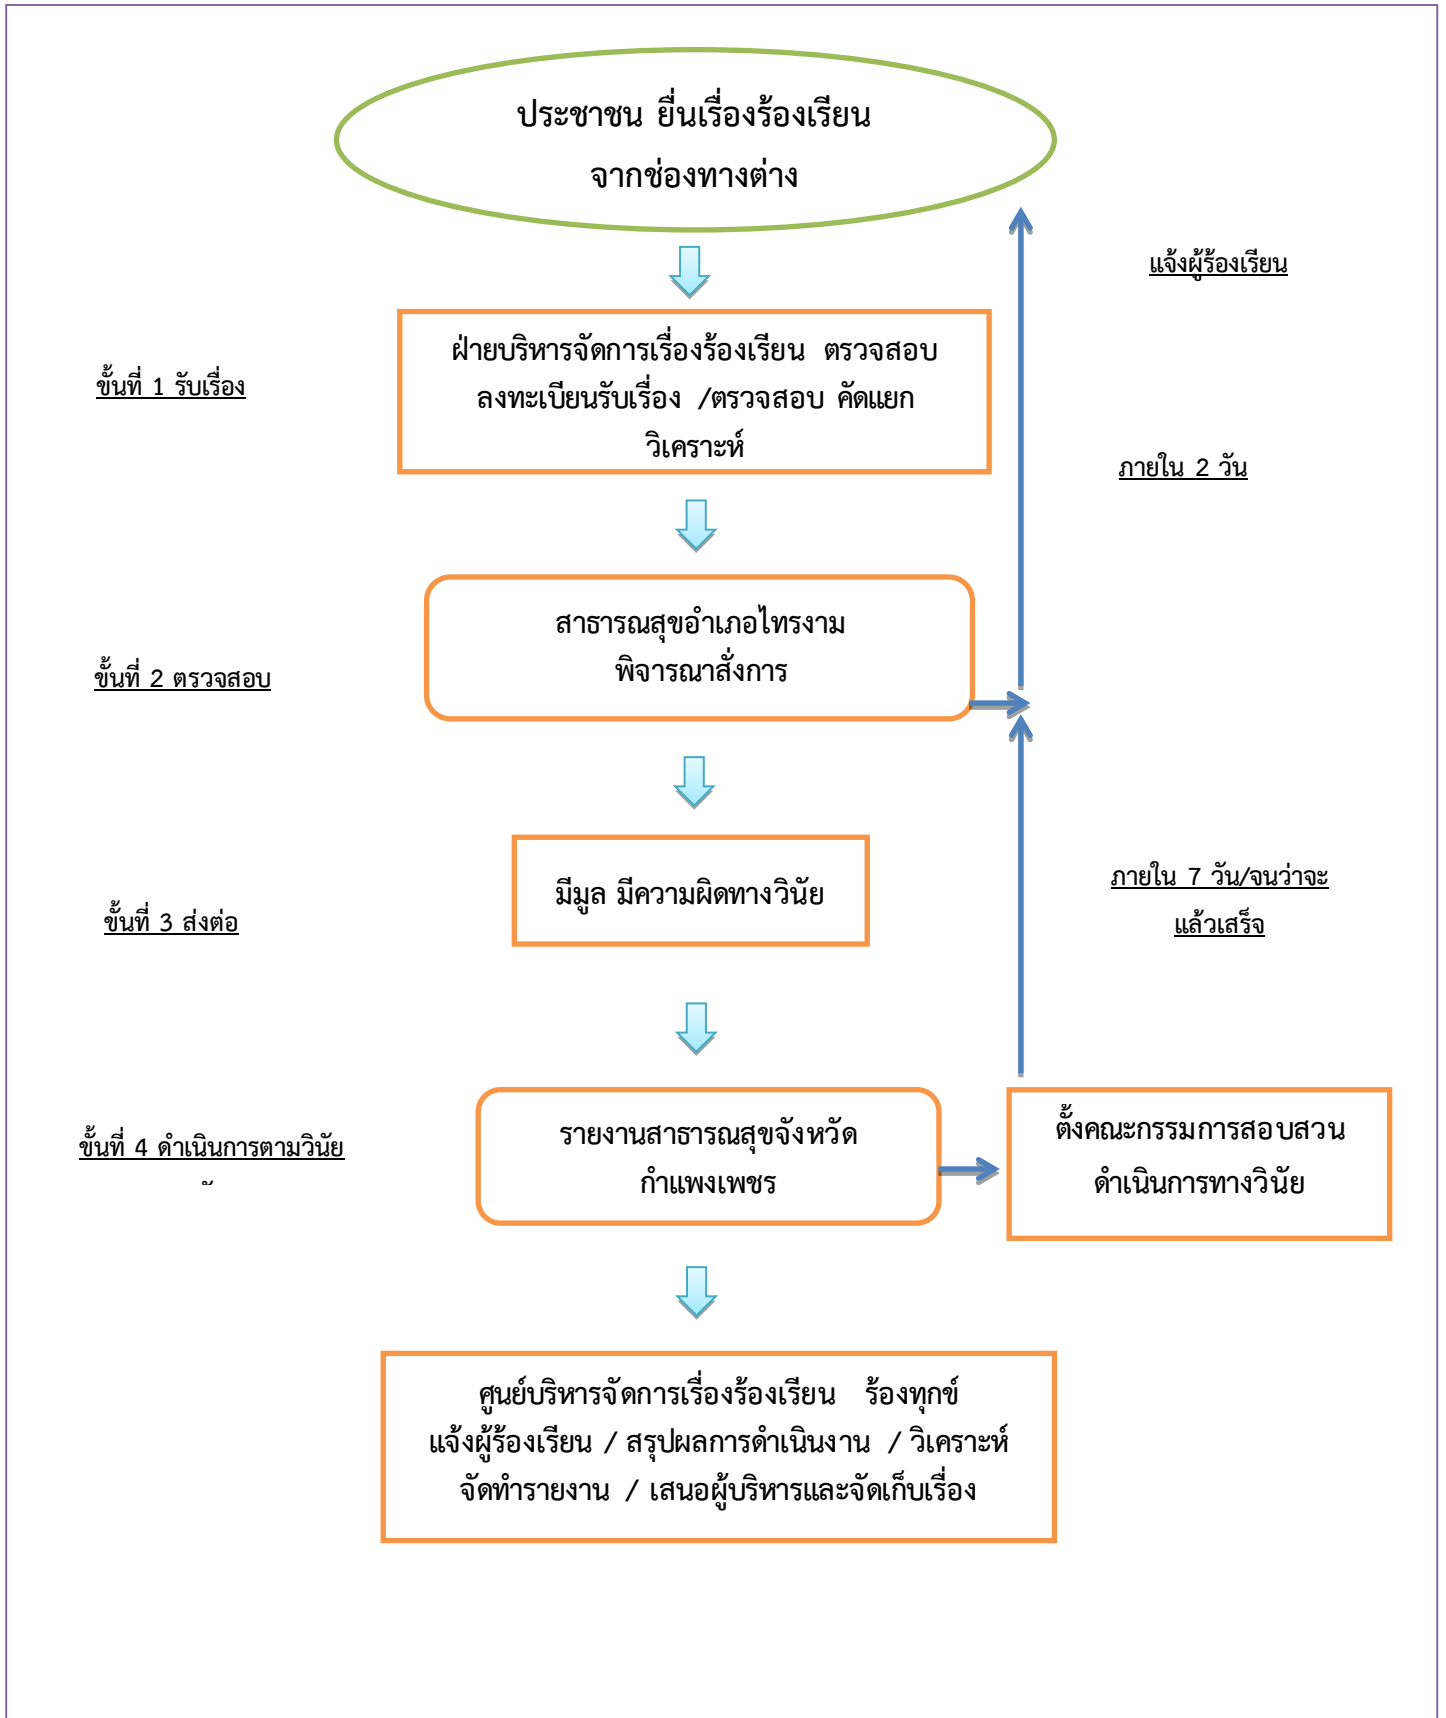 ประชาชน ยื่นเรื่องร้องเรียน
จากช่องทางต่าง
แจ้งผู้ร้องเรียน
ฝ่ายบริหารจัดการเรื่องร้องเรียน ตรวจสอบ
ลงทะเบียนรับเรื่อง /ตรวจสอบ คัดแยก
วิเคราะห์
ขั้นที่ 1 รับเรื่อง
ภายใน 2 วัน
สาธารณสุขอำเภอไทรงาม
พิจารณาสั่งการ
ขั้นที่ 2 ตรวจสอบ
มีมูล มีความผิดทางวินัย
ขั้นที่ 3 ส่งต่อ
ภายใน 7 วัน/จนว่าจะ
แล้วเสร็จ
ขั้นที่ 4 ดำเนินการตามวินัย
รายงานสาธารณสุขจังหวัด
กำแพงเพชร
ตั้งคณะกรรมการสอบสวน
ดำเนินการทางวินัย
ศูนย์บริหารจัดการเรื่องร้องเรียน ร้องทุกข์
แจ้งผู้ร้องเรียน / สรุปผลการดำเนินงาน / วิเคราะห์
จัดทำรายงาน / เสนอผู้บริหารและจัดเก็บเรื่อง